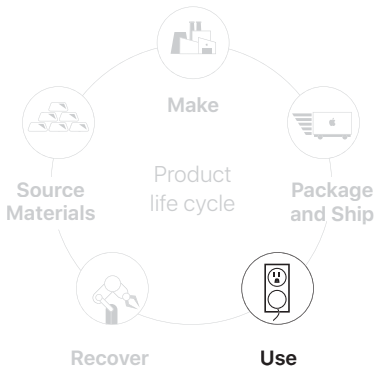 Make
Source
Materials
Product
life cycle
Package
and Ship
Recover
Use